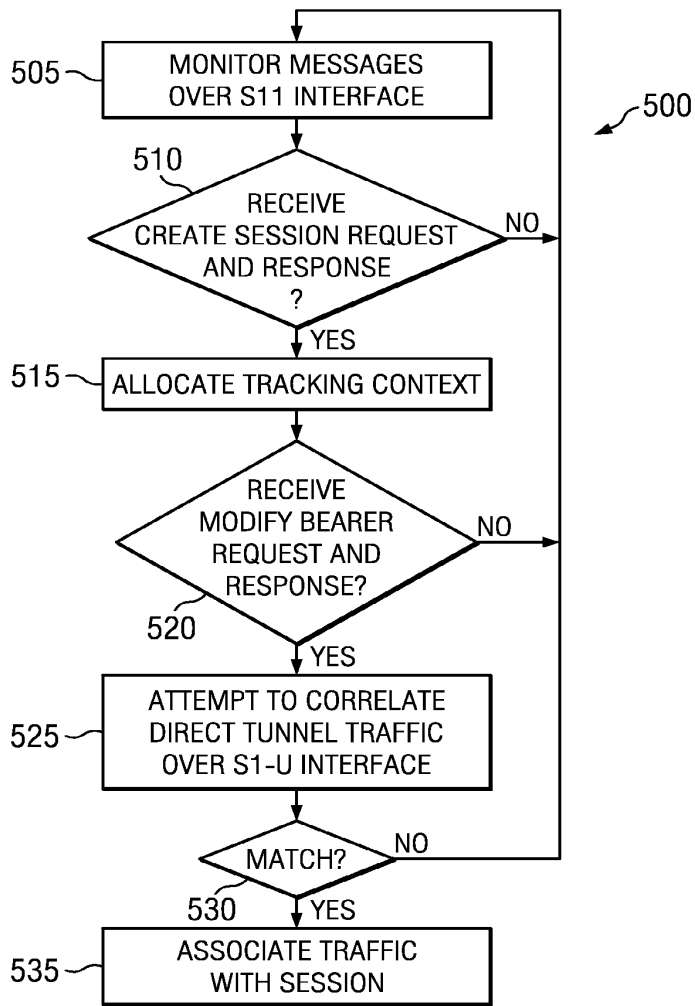 505
MONITOR MESSAGES
OVER S11 INTERFACE
500
510
RECEIVE
CREATE SESSION REQUEST
AND RESPONSE
?
NO
YES
515
ALLOCATE TRACKING CONTEXT
RECEIVE
MODIFY BEARER
REQUEST AND
RESPONSE?
NO
520
YES
525
ATTEMPT TO CORRELATE
DIRECT TUNNEL TRAFFIC
OVER S1-U INTERFACE
MATCH?
NO
530
YES
535
ASSOCIATE TRAFFIC
WITH SESSION